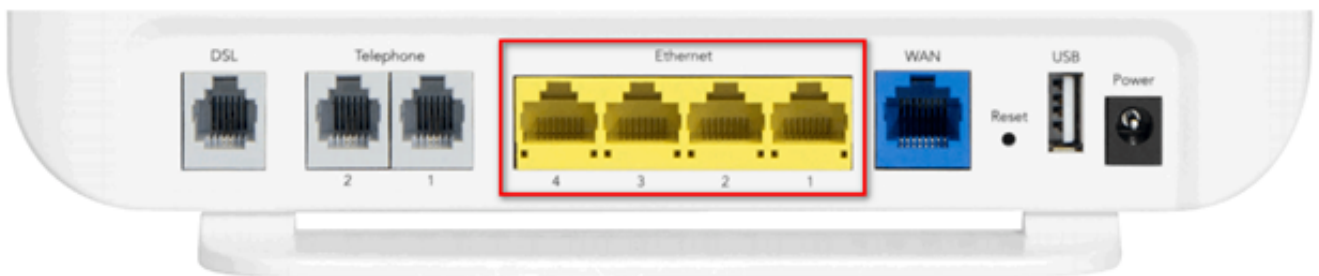 DSL
Telephone
Ethernet
WAN
USB
Power
Reset
2 1
4 3 2 1